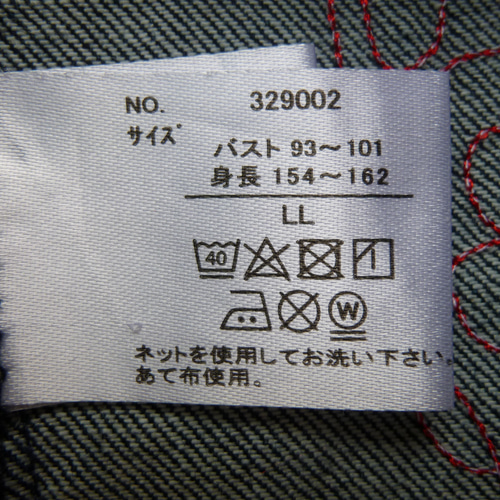 NO. 329002
サイズ
バスト 93～101
身長 154～162
LL
40
W
ネットを使用してお洗い下さい。
あて布使用。